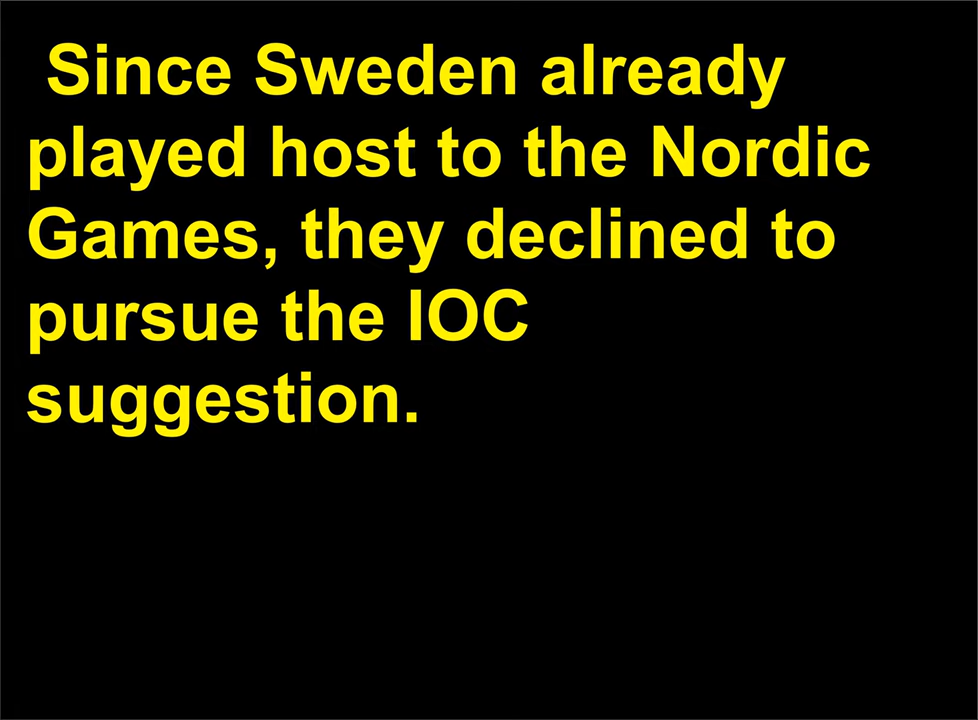 Since Sweden already
played host to the Nordic
Games, they declined to
pursue the IOC
suggestion.